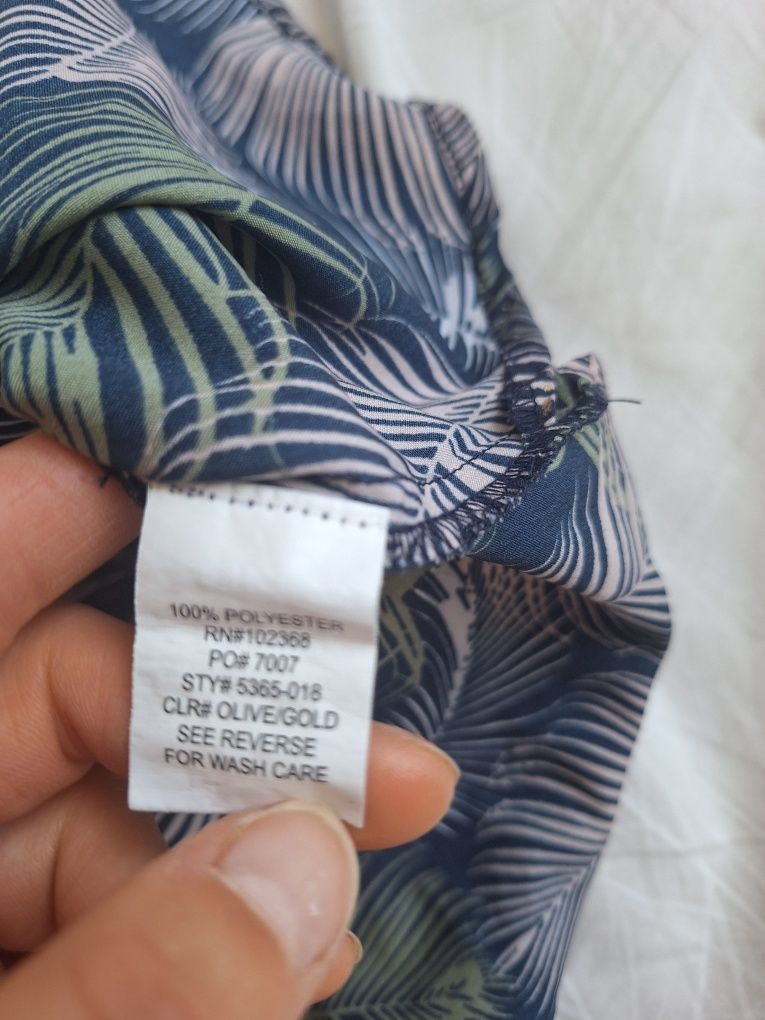 100% POLYESTER
RN#102368
PO# 7007
STY# 5365-018
CLR# OLIVE/GOLD
SEE REVERSE
FOR WASH CARE